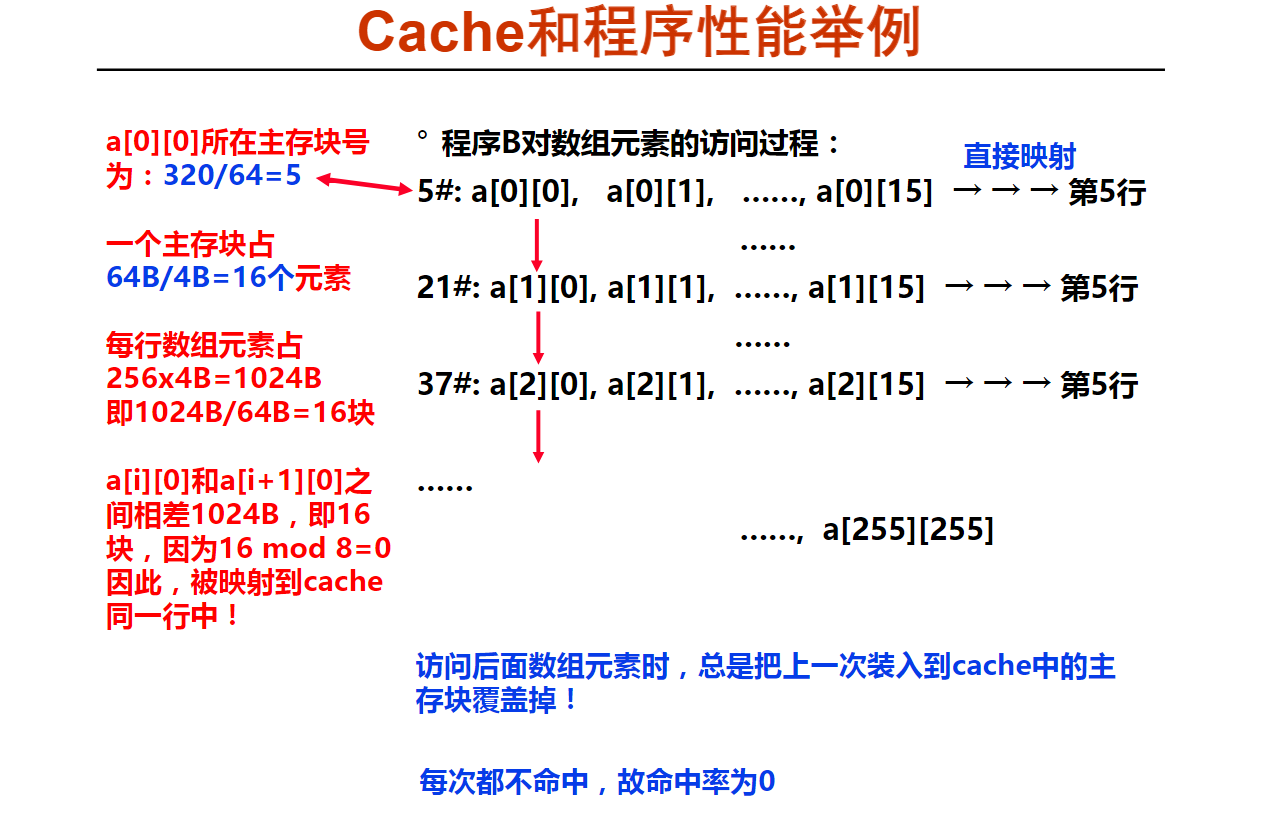 Cache和程序性能举例
a[0][0]所在主存块号
为：320/64=5
一个主存块占
64B/4B=16个元素
每行数组元素占
256x4B=1024B
即1024B/64B=16块
a[i][0]和a[i+1][0]之
间相差1024B，即16
块，因为16 mod 8=0
因此，被映射到cache
同一行中！
° 程序B对数组元素的访问过程：
直接映射
5#: a[0][0], a[0][1], ……, a[0][15] → → → 第5行
……
21#: a[1][0], a[1][1], ……, a[1][15] → → → 第5行
……
37#: a[2][0], a[2][1], ……, a[2][15] → → → 第5行
……
……, a[255][255]
访问后面数组元素时，总是把上一次装入到cache中的主
存块覆盖掉！
每次都不命中，故命中率为0